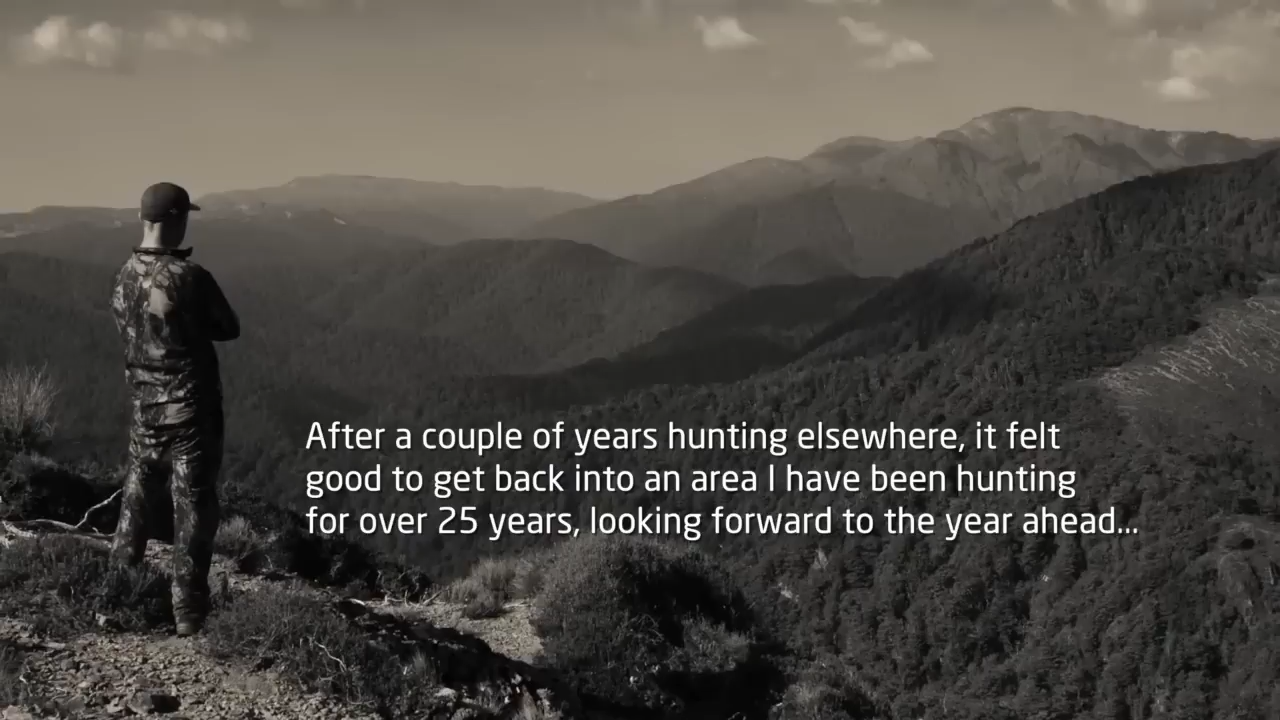 After a couple of years hunting elsewhere, it felt
good to get back into an area I have been hunting
for over 25 years, looking forward to the year ahead...